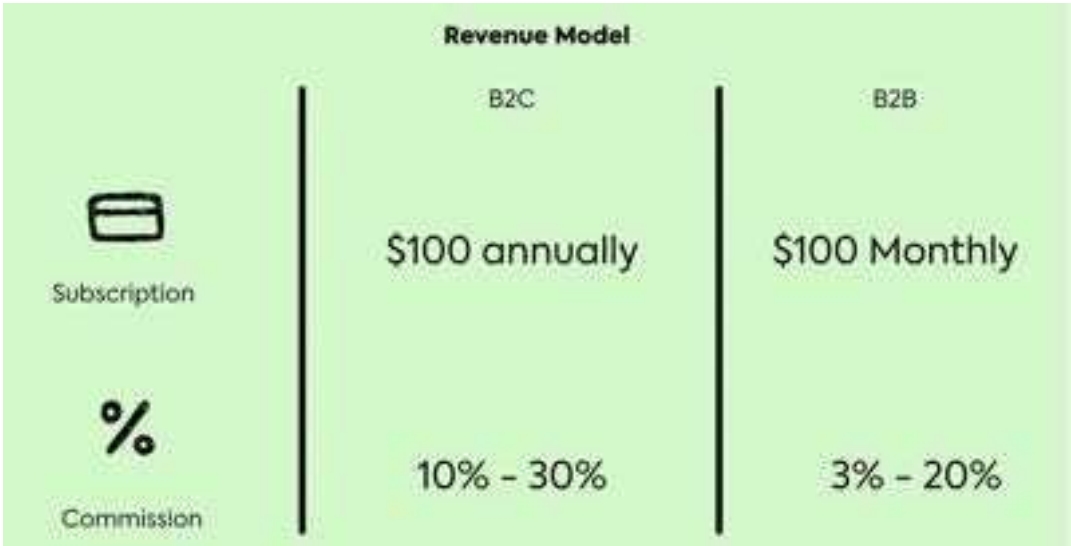 Revenue Model
B2C
B2B
Subscription
$100 annually
$100 Monthly
%
Commission
10% - 30%
3% - 20%